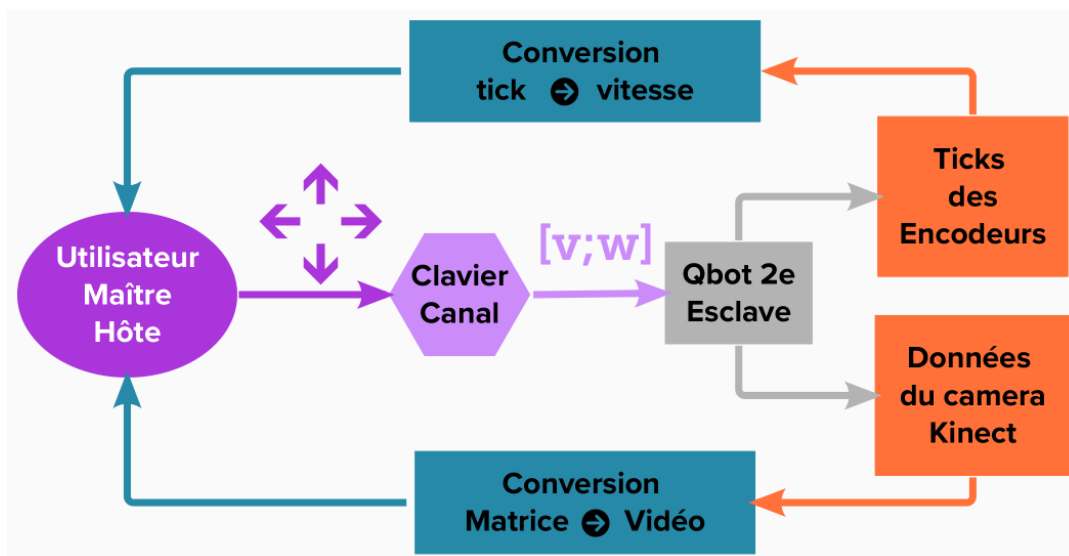 Conversion
tick ➔ vitesse
Ticks
des
Encodeurs
Utilisateur
Maître
Hôte
Clavier
Canal
[v;w]
Qbot 2e
Esclave
Données
du camera
Kinect
Conversion
Matrice ➔ Vidéo